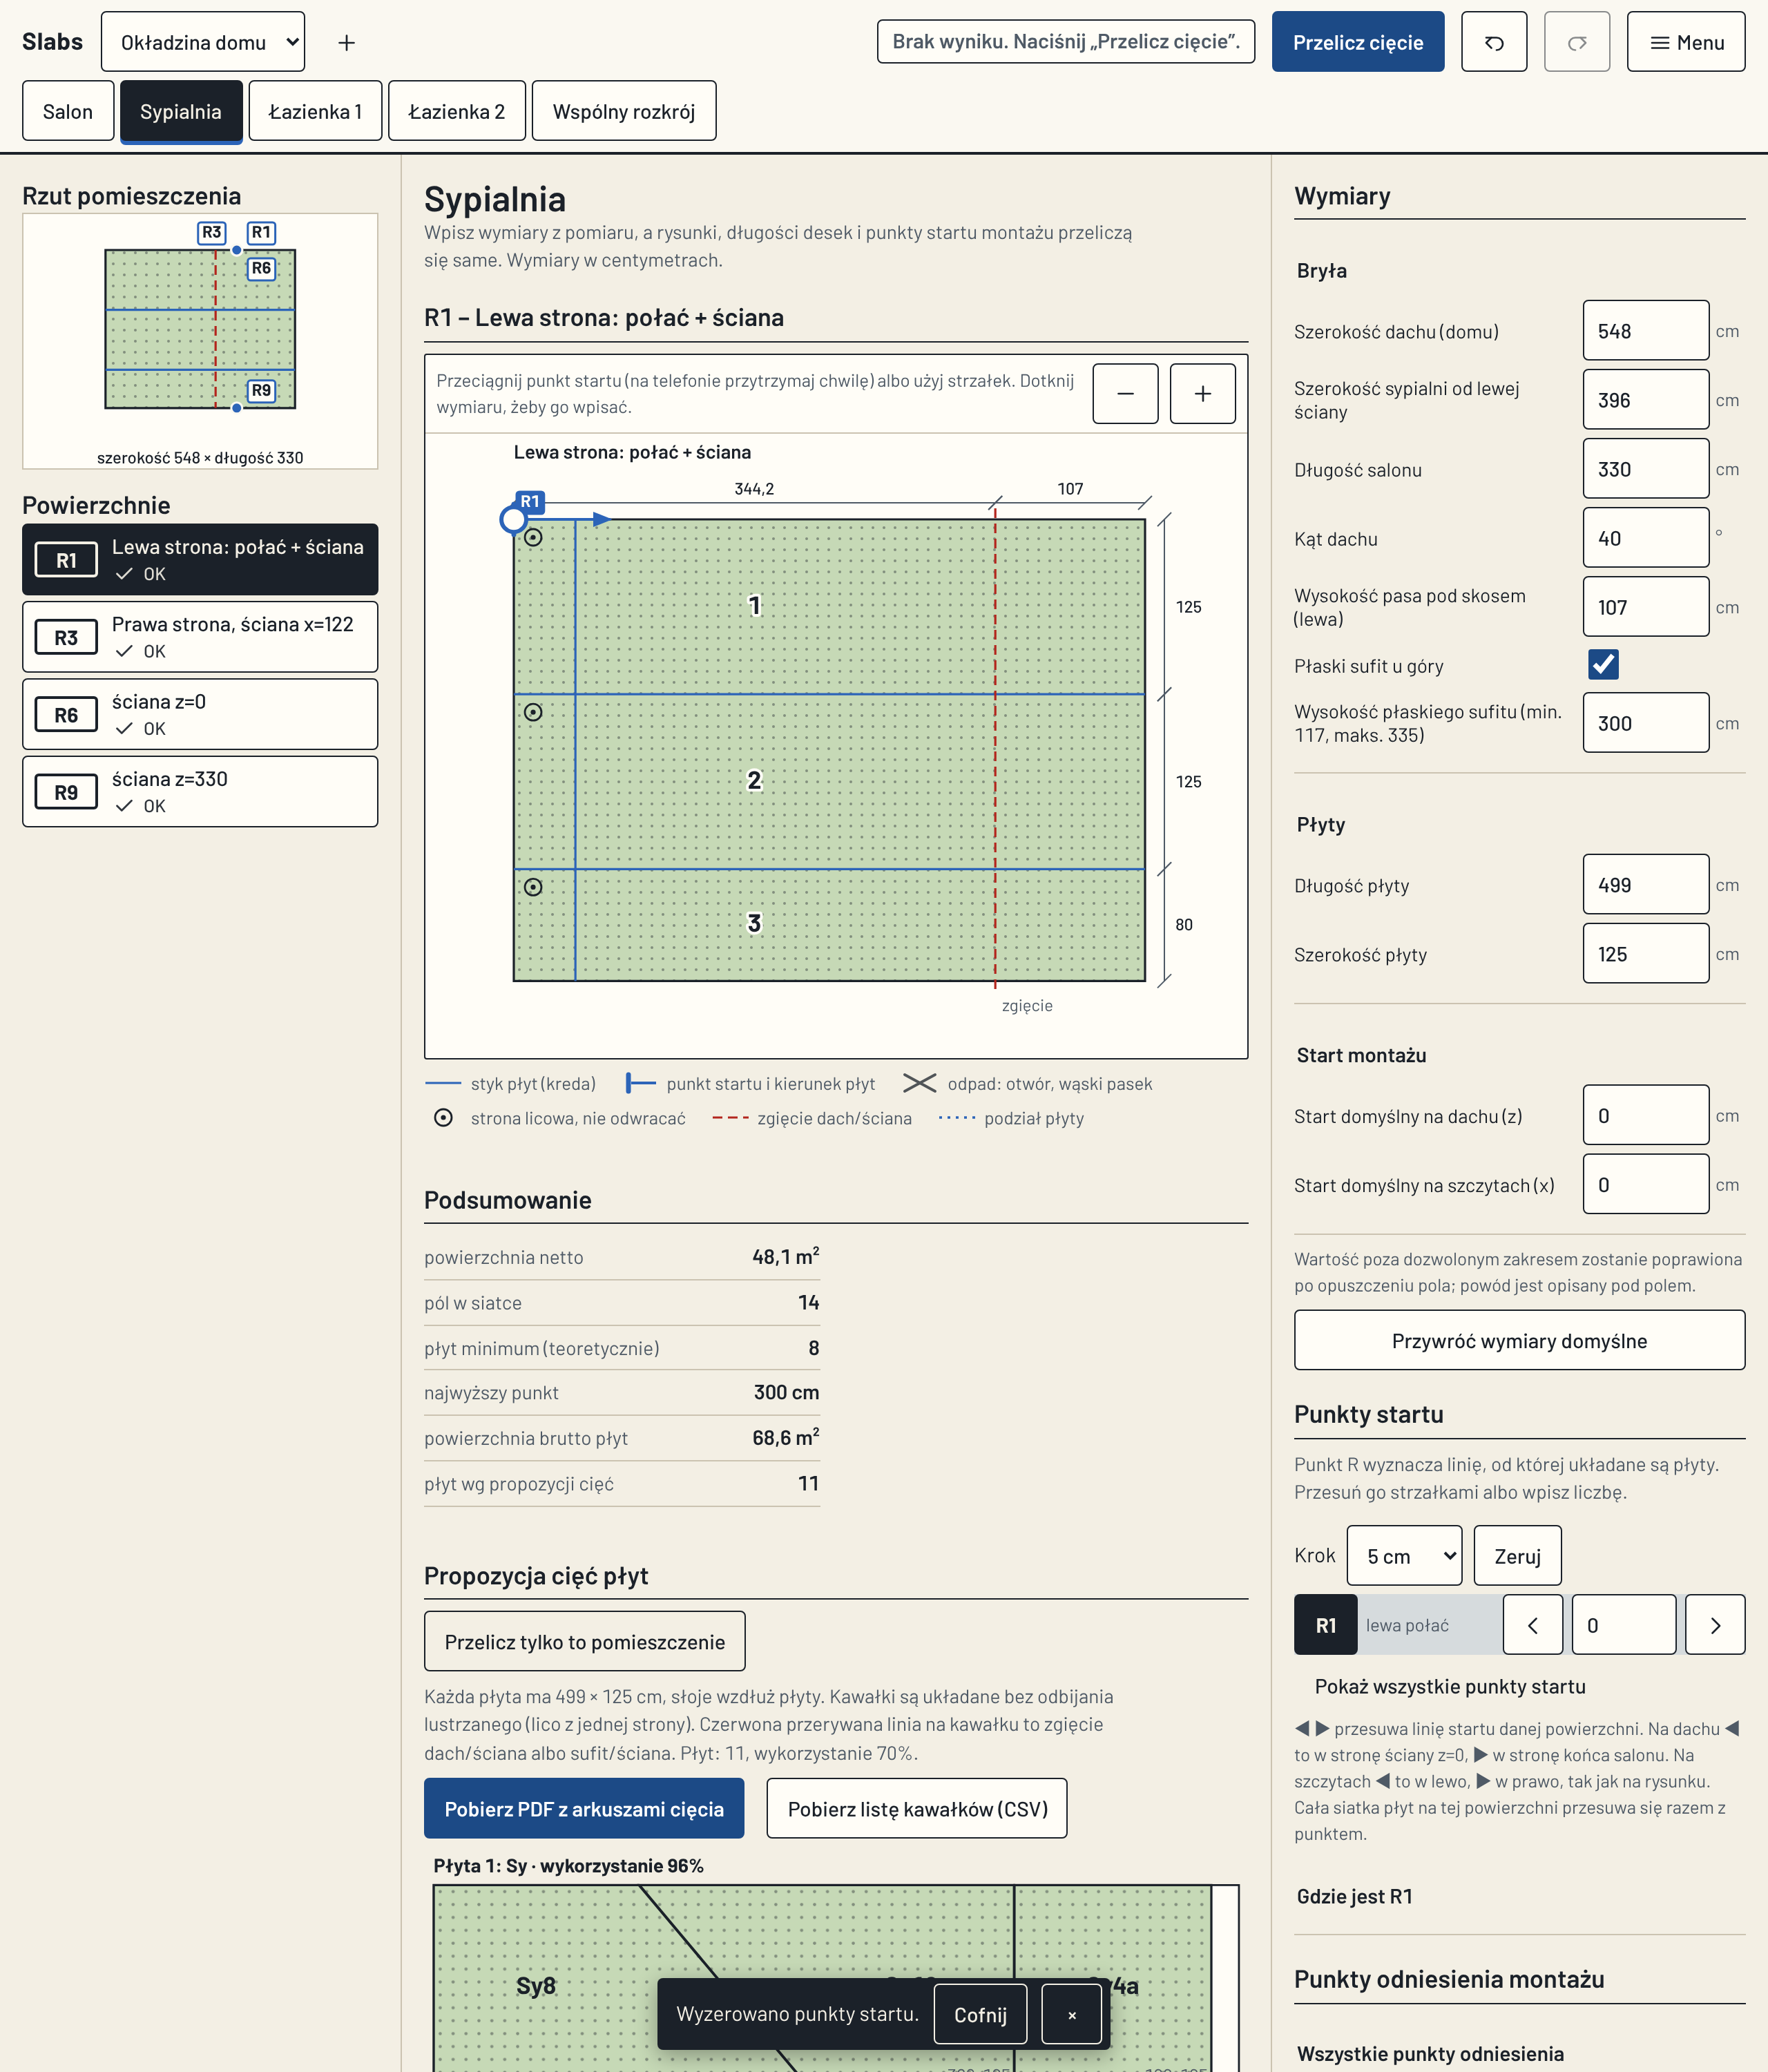 Slabs
Okładzina domu
Brak wyniku. Naciśnij „Przelicz cięcie”.
Przelicz cięcie
Menu
Salon
Sypialnia
Łazienka 1
Łazienka 2
Wspólny rozkrój
Rzut pomieszczenia
R3 R1
R6
R9
szerokość 548 × długość 330
Powierzchnie
R1 Lewa strona: połać + ściana
OK
R3 Prawa strona, ściana x=122
OK
R6 ściana z=0
OK
R9 ściana z=330
OK
Sypialnia
Wpisz wymiary z pomiaru, a rysunki, długości desek i punkty startu montażu przeliczą
się same. Wymiary w centymetrach.
R1 – Lewa strona: połać + ściana
Przeciągnij punkt startu (na telefonie przytrzymaj chwilę) albo użyj strzałek. Dotknij
wymiaru, żeby go wpisać.
− +
Lewa strona: połać + ściana
344,2 107
R1
1
125
2
125
3
80
zgięcie
styk płyt (kreda)
punkt startu i kierunek płyt
odpad: otwór, wąski pasek
strona licowa, nie odwracać
zgięcie dach/ściana
podział płyty
Podsumowanie
powierzchnia netto 48,1 m²
pól w siatce 14
płyt minimum (teoretycznie) 8
najwyższy punkt 300 cm
powierzchnia brutto płyt 68,6 m²
płyt wg propozycji cięć 11
Propozycja cięć płyt
Przelicz tylko to pomieszczenie
Każda płyta ma 499 × 125 cm, słoje wzdłuż płyty. Kawałki są układane bez odbijania
lustrzanego (lico z jednej strony). Czerwona przerywana linia na kawałku to zgięcie
dach/ściana albo sufit/ściana. Płyt: 11, wykorzystanie 70%.
Pobierz PDF z arkuszami cięcia
Pobierz listę kawałków (CSV)
Płyta 1: Sy · wykorzystanie 96%
Sy8
Wyzerowano punkty startu.
Cofnij
×
Wymiary
Bryła
Szerokość dachu (domu) 548 cm
Szerokość sypialni od lewej
ściany
396 cm
Długość salonu 330 cm
Kąt dachu 40 °
Wysokość pasa pod skosem
(lewa)
107 cm
Płaski sufit u góry
Wysokość płaskiego sufitu (min.
117, maks. 335)
300 cm
Płyty
Długość płyty 499 cm
Szerokość płyty 125 cm
Start montażu
Start domyślny na dachu (z) 0 cm
Start domyślny na szczytach (x) 0 cm
Wartość poza dozwolonym zakresem zostanie poprawiona
po opuszczeniu pola; powód jest opisany pod polem.
Przywróć wymiary domyślne
Punkty startu
Punkt R wyznacza linię, od której układane są płyty.
Przesuń go strzałkami albo wpisz liczbę.
Krok 5 cm Zeruj
R1 lewa połać 0
Pokaż wszystkie punkty startu
◀ ▶ przesuwa linię startu danej powierzchni. Na dachu ◀
to w stronę ściany z=0, ▶ w stronę końca salonu. Na
szczytach ◀ to w lewo, ▶ w prawo, tak jak na rysunku.
Cała siatka płyt na tej powierzchni przesuwa się razem z
punktem.
Gdzie jest R1
Punkty odniesienia montażu
Wszystkie punkty odniesienia